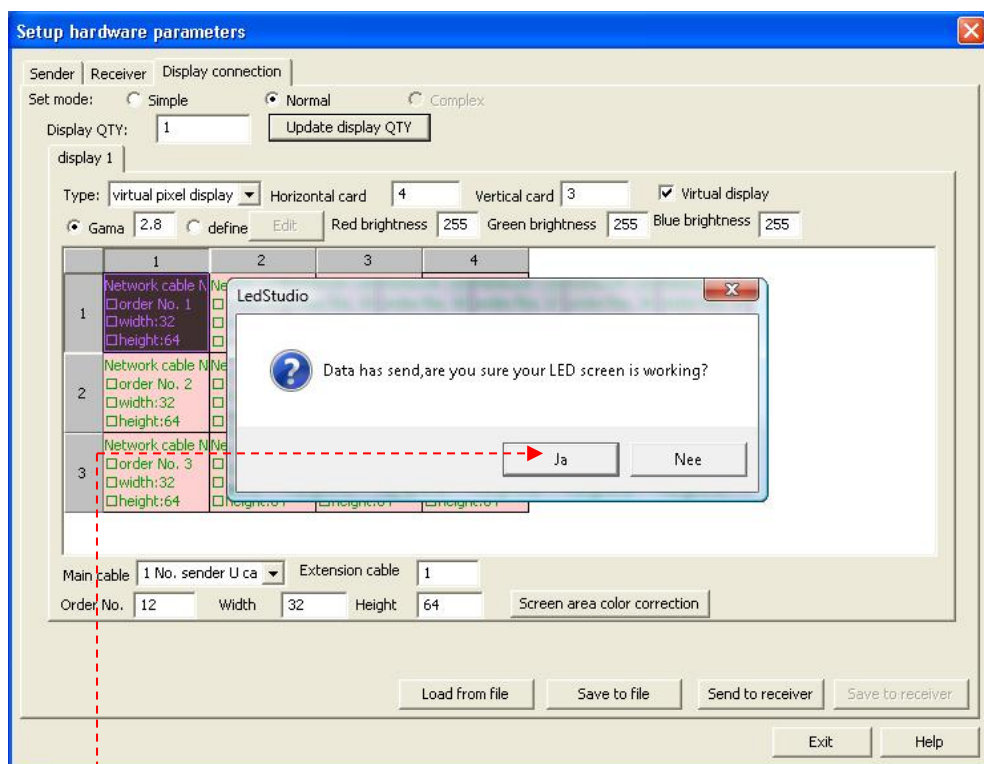 Setup hardware parameters
Sender Receiver Display connection
Set mode: Simple Normal Complex
Display QTY: 1 Update display QTY
display 1
Type: virtual pixel display Horizontal card 4 Vertical card 3 Virtual display
Gama 2.8 define Edit Red brightness 255 Green brightness 255 Blue brightness 255
1 2 3 4
Network cable N Ne
order No. 1
1
width:32
height:64
LedStudio
Data has send,are you sure your LED screen is working?
Ja Nee
Network cable N Ne
order No. 2
2
width:32
height:64
Network cable N Ne
order No. 3
3
width:32
height:64
Main cable 1 No. sender U ca Extension cable 1
Order No. 12 Width 32 Height 64 Screen area color correction
Load from file Save to file Send to receiver Save to receiver
Exit Help